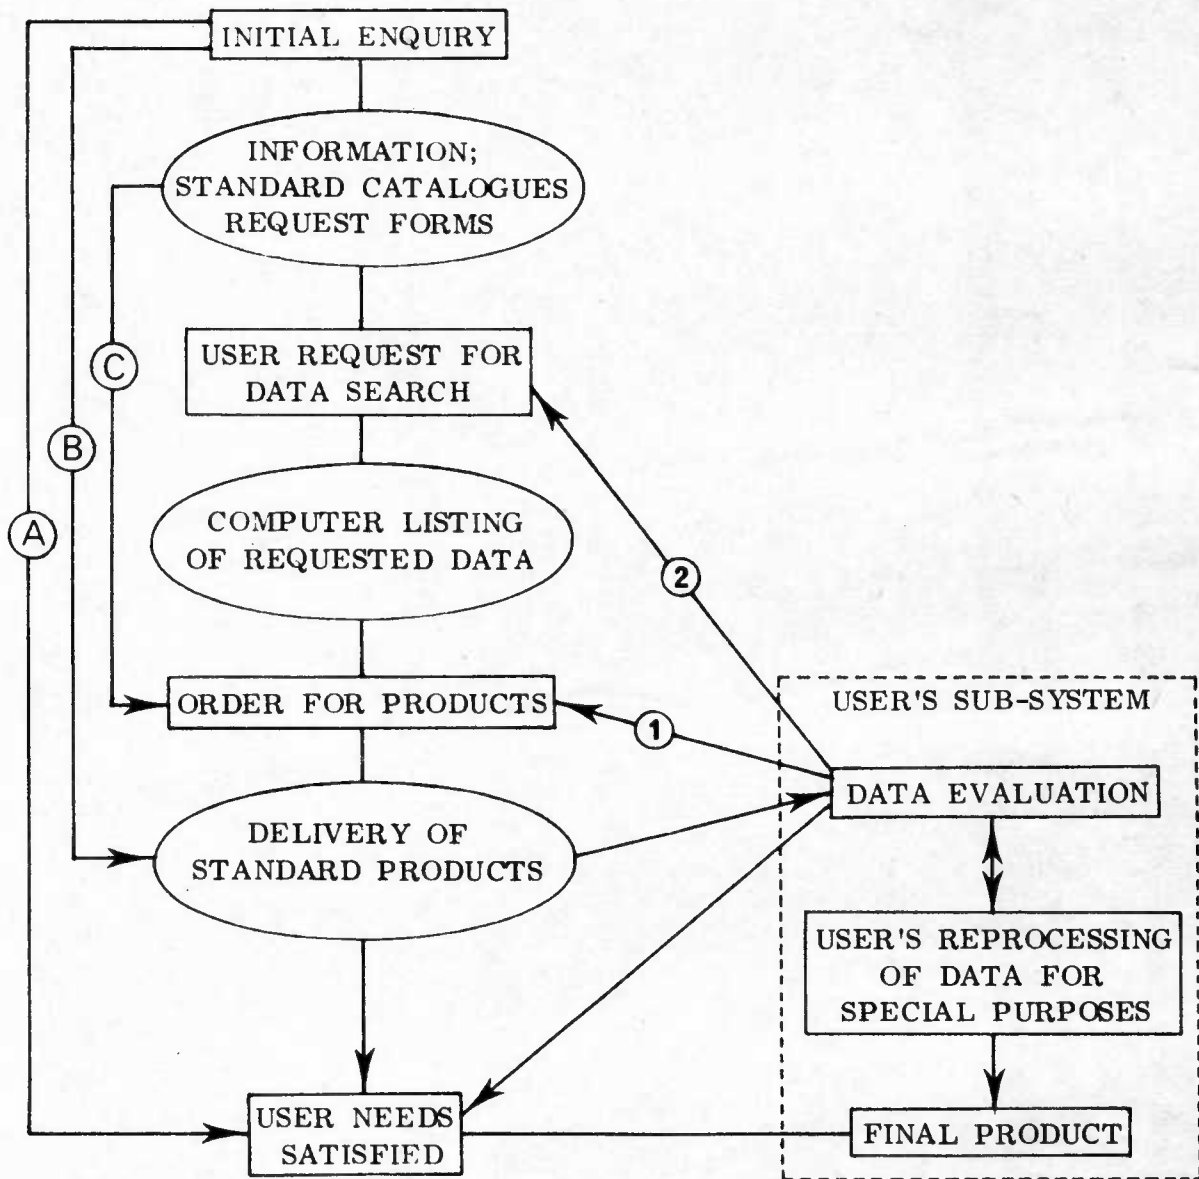 INITIAL ENQUIRY
INFORMATION;
STANDARD CATALOGUES
REQUEST FORMS
C
USER REQUEST FOR
DATA SEARCH
B
A
COMPUTER LISTING
OF REQUESTED DATA
2
ORDER FOR PRODUCTS
1
USER'S SUB-SYSTEM
DATA EVALUATION
DELIVERY OF
STANDARD PRODUCTS
USER'S REPROCESSING
OF DATA FOR
SPECIAL PURPOSES
USER NEEDS
SATISFIED
FINAL PRODUCT